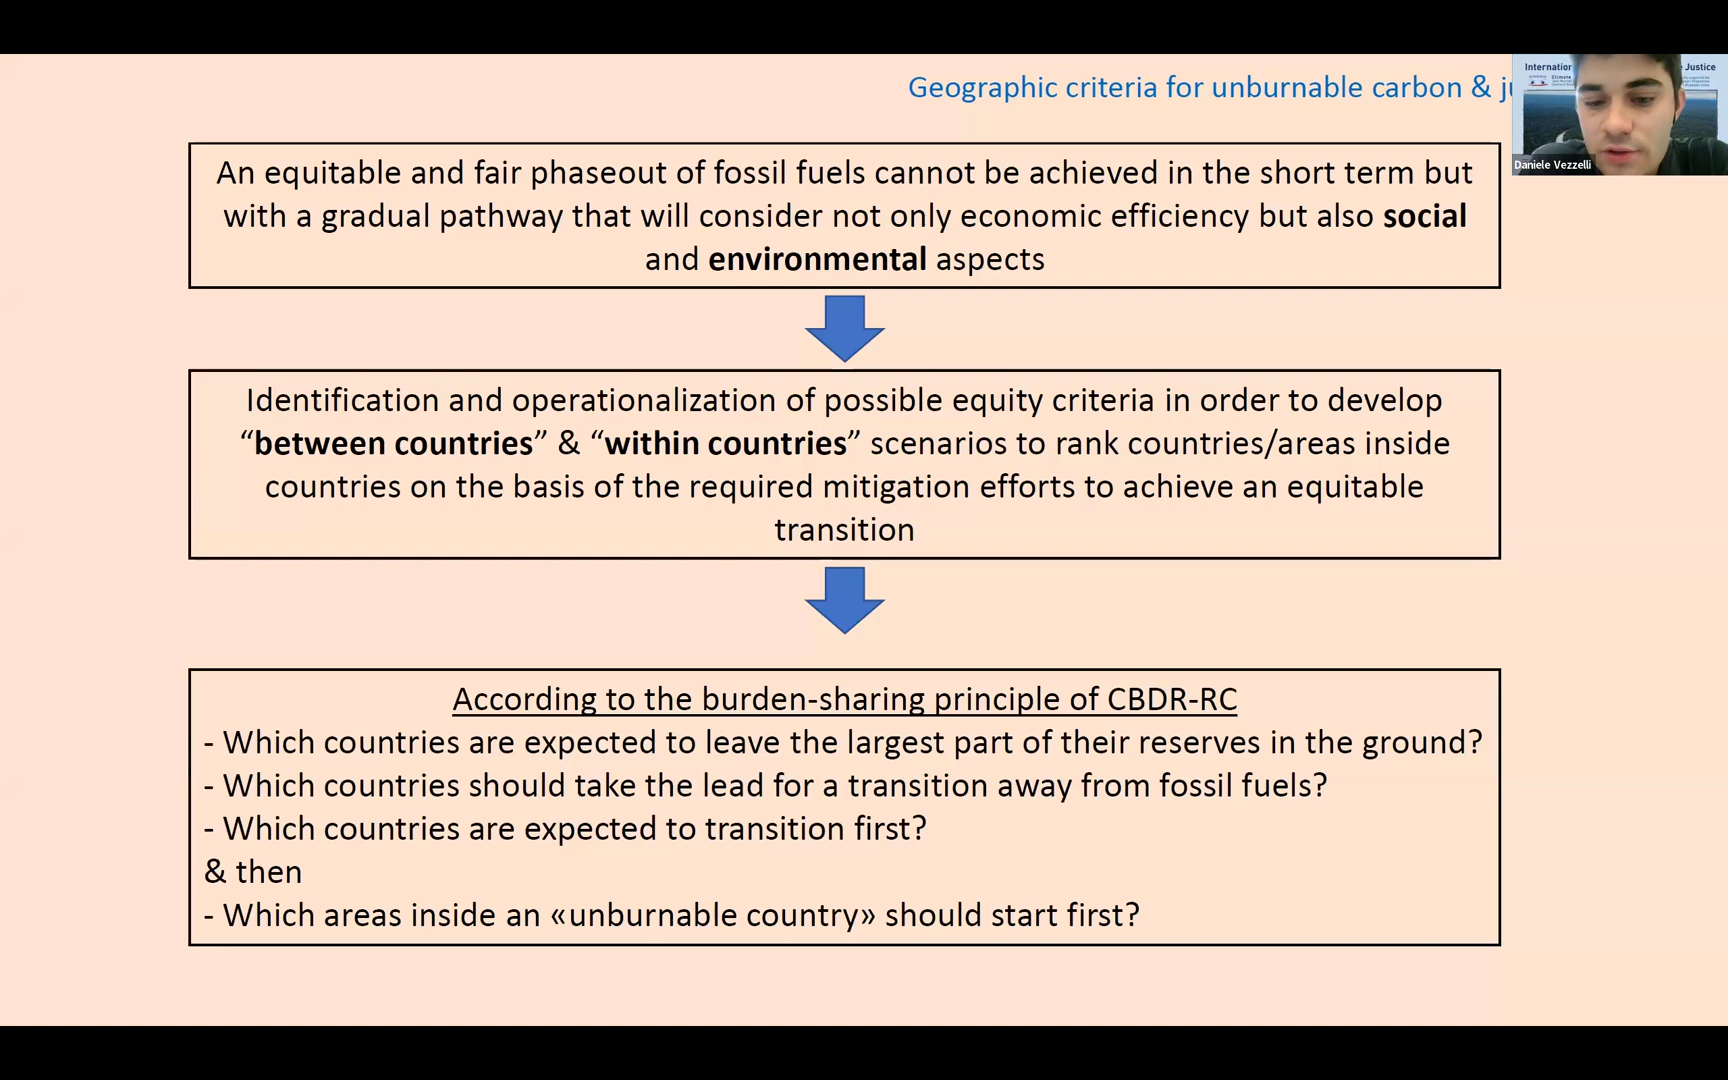 Geographic criteria for unburnable carbon &
An equitable and fair phaseout of fossil fuels cannot be achieved in the short term but
with a gradual pathway that will consider not only economic efficiency but also social
and environmental aspects
Identification and operationalization of possible equity criteria in order to develop
“between countries” & “within countries” scenarios to rank countries/areas inside
countries on the basis of the required mitigation efforts to achieve an equitable
transition
According to the burden-sharing principle of CBDR-RC
- Which countries are expected to leave the largest part of their reserves in the ground?
- Which countries should take the lead for a transition away from fossil fuels?
- Which countries are expected to transition first?
& then
- Which areas inside an «unburnable country» should start first?
Justice
Climate
Daniele Vezzelli